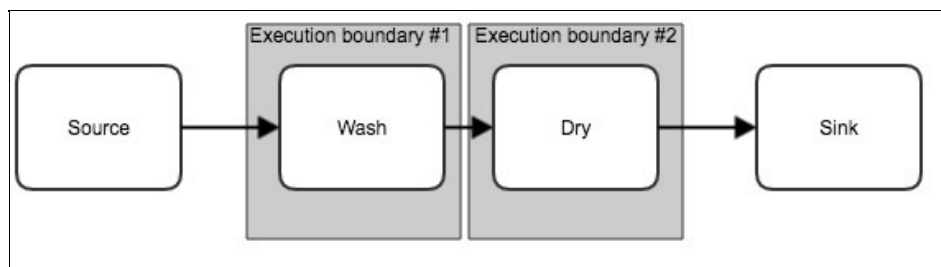 Execution boundary #1
Execution boundary #2
Source
Wash
Dry
Sink